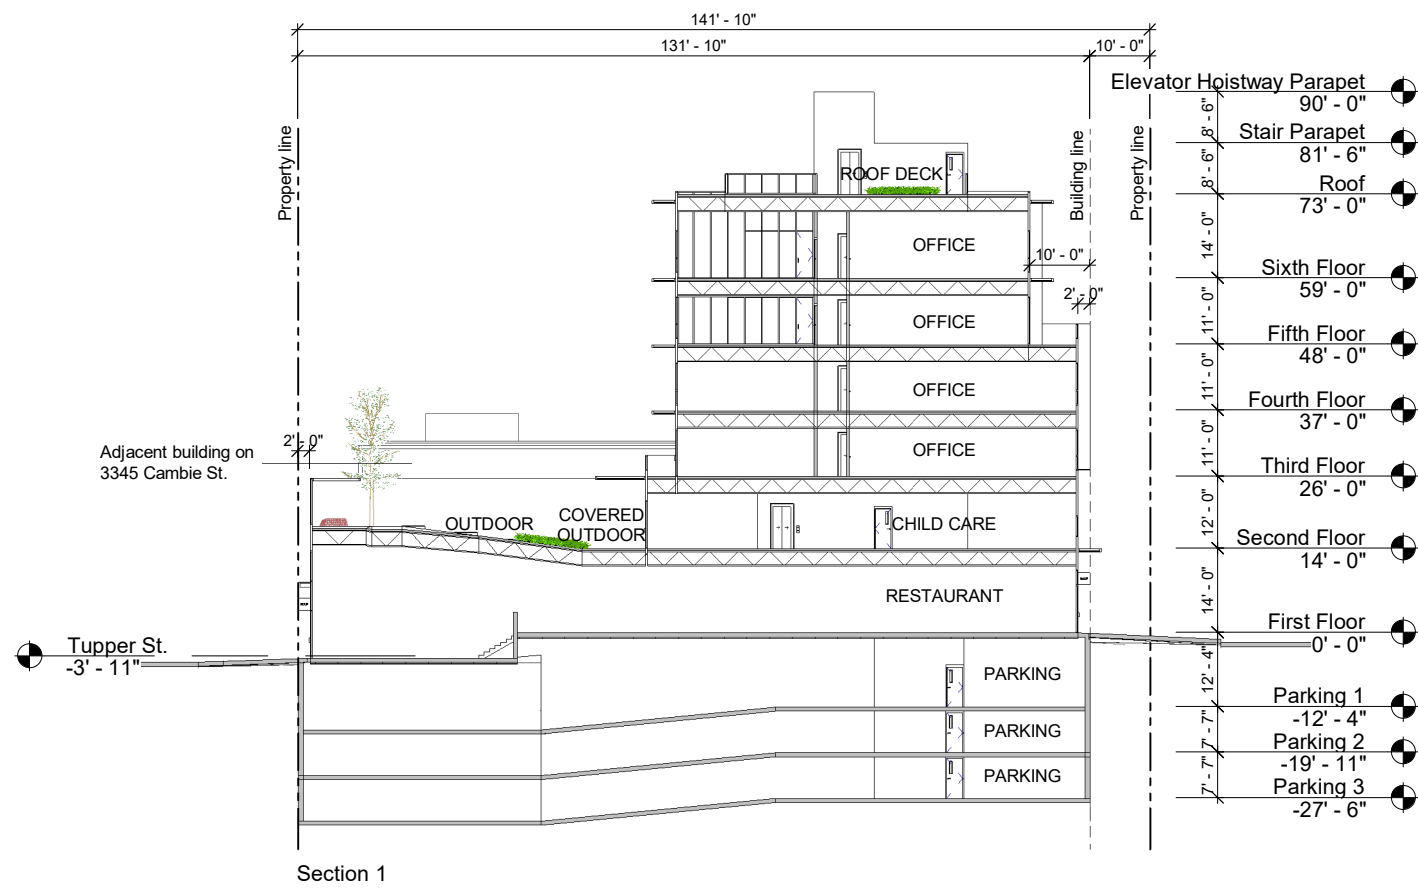 141' - 10"
131' - 10"
10' - 0"
Property line
Building line
Property line
Elevator Hoistway Parapet
90' - 0"
8' - 6"
Stair Parapet
81' - 6"
8' - 6"
Roof
73' - 0"
14' - 0"
Sixth Floor
59' - 0"
11' - 0"
Fifth Floor
48' - 0"
11' - 0"
Fourth Floor
37' - 0"
11' - 0"
Third Floor
26' - 0"
12' - 0"
Second Floor
14' - 0"
14' - 0"
First Floor
0' - 0"
12' - 4"
Parking 1
-12' - 4"
7' - 7"
Parking 2
-19' - 11"
7' - 7"
Parking 3
-27' - 6"
ROOF DECK
OFFICE
10' - 0"
2' - 0"
OFFICE
OFFICE
OFFICE
2' - 0"
Adjacent building on
3345 Cambie St.
OUTDOOR
COVERED
OUTDOOR
CHILD CARE
RESTAURANT
Tupper St.
-3' - 11"
PARKING
PARKING
PARKING
Section 1